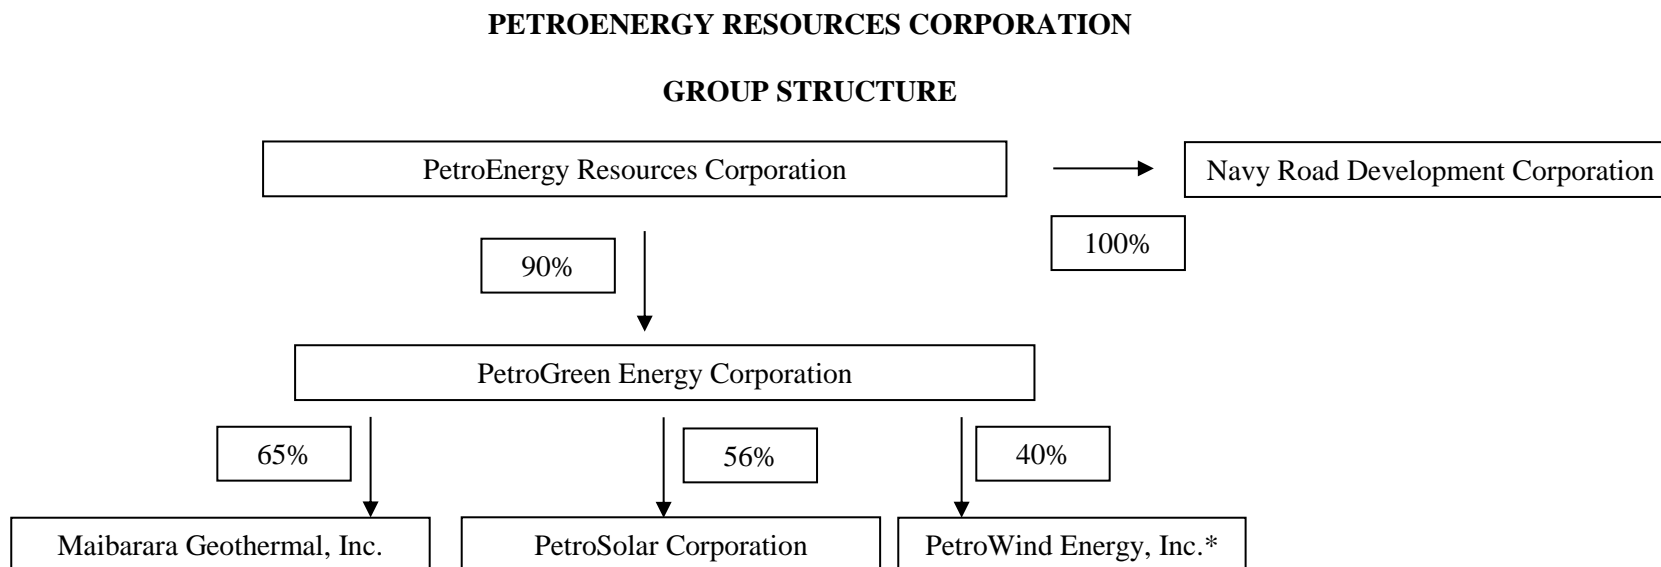 PETROENERGY RESOURCES CORPORATION
GROUP STRUCTURE
PetroEnergy Resources Corporation
Navy Road Development Corporation
100%
90%
PetroGreen Energy Corporation
65%
56%
40%
Maibarara Geothermal, Inc.
PetroSolar Corporation
PetroWind Energy, Inc.*